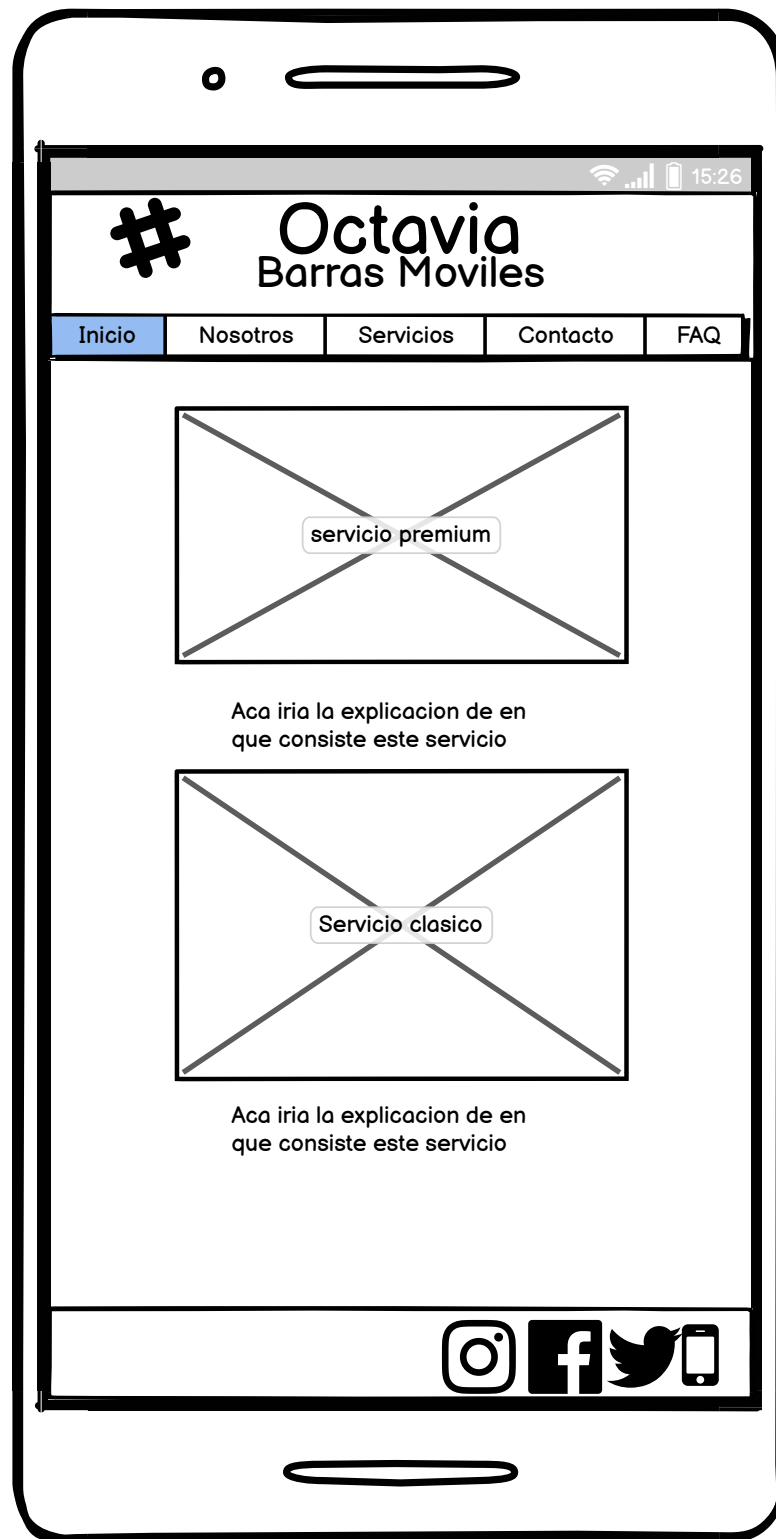 15:26
Octavia
Barras Moviles
Inicio Nosotros Servicios Contacto FAQ
servicio premium
Aca iria la explicacion de en
que consiste este servicio
Servicio clasico
Aca iria la explicacion de en
que consiste este servicio